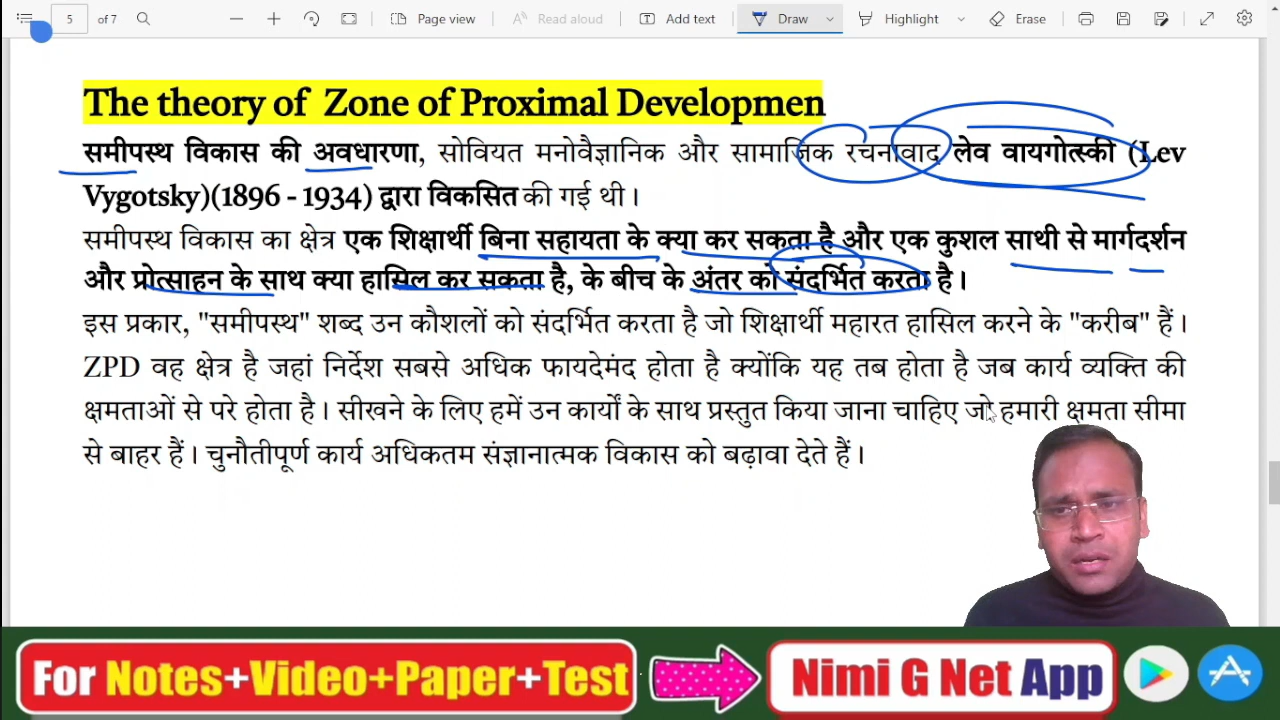 5 of 7 Page view Read aloud Add text Draw Highlight Erase
The theory of Zone of Proximal Developmen
समीपस्थ विकास की अवधारणा, सोवियत मनोवैज्ञानिक और सामाजिक रचनावाद लेव वायगोत्स्की (Lev
Vygotsky)(1896 - 1934) द्वारा विकसित की गई थी।
समीपस्थ विकास का क्षेत्र एक शिक्षार्थी बिना सहायता के क्या कर सकता है और एक कुशल साथी से मार्गदर्शन
और प्रोत्साहन के साथ क्या हासिल कर सकता है, के बीच के अंतर को संदर्भित करता है।
इस प्रकार, "समीपस्थ" शब्द उन कौशलों को संदर्भित करता है जो शिक्षार्थी महारत हासिल करने के "करीब" हैं।
ZPD वह क्षेत्र है जहां निर्देश सबसे अधिक फायदेमंद होता है क्योंकि यह तब होता है जब कार्य व्यक्ति की
क्षमताओं से परे होता है। सीखने के लिए हमें उन कार्यों के साथ प्रस्तुत किया जाना चाहिए जो हमारी क्षमता सीमा
से बाहर हैं। चुनौतीपूर्ण कार्य अधिकतम संज्ञानात्मक विकास को बढ़ावा देते हैं।
For Notes+Video+Paper+Test Nimi G Net App